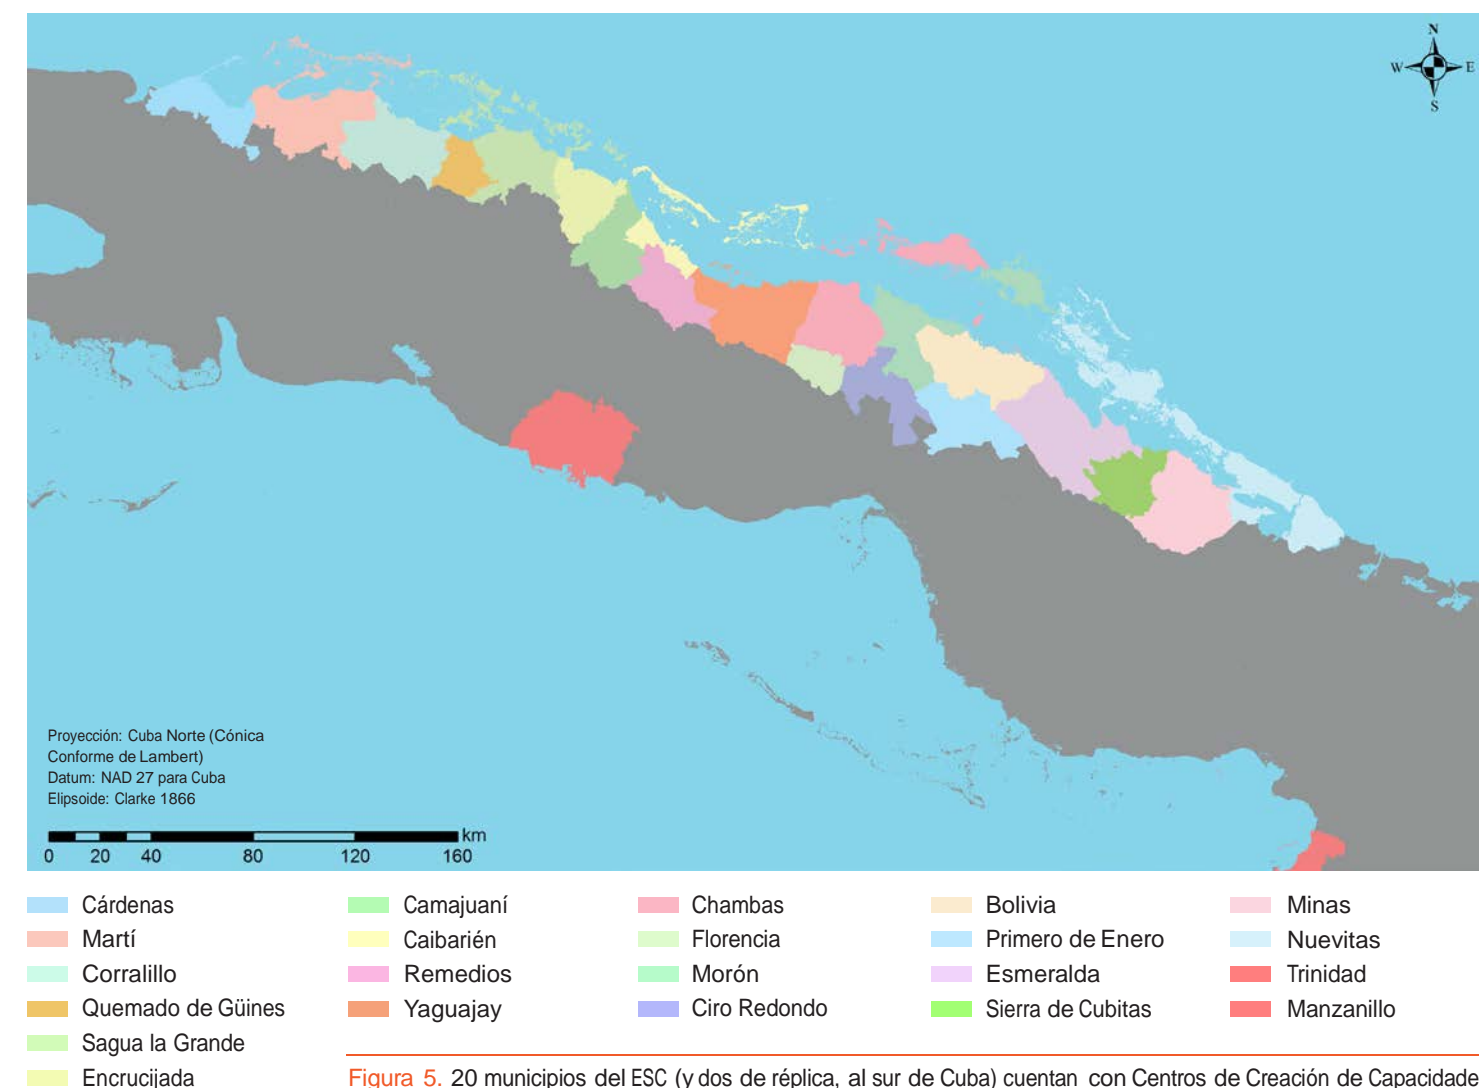 N
W E
S
Proyección: Cuba Norte (Cónica
Conforme de Lambert)
Datum: NAD 27 para Cuba
Elipsoide: Clarke 1866
km
0 20 40 80 120 160
Cárdenas
Martí
Corralillo
Quemado de Güines
Sagua la Grande
Encrucijada
Camajuaní
Caibarién
Remedios
Yaguajay
Chambas
Florencia
Morón
Ciro Redondo
Bolivia
Primero de Enero
Esmeralda
Sierra de Cubitas
Minas
Nuevitas
Trinidad
Manzanillo
Figura 5. 20 municipios del ESC (y dos de réplica, al sur de Cuba) cuentan con Centros de Creación de Capacidade